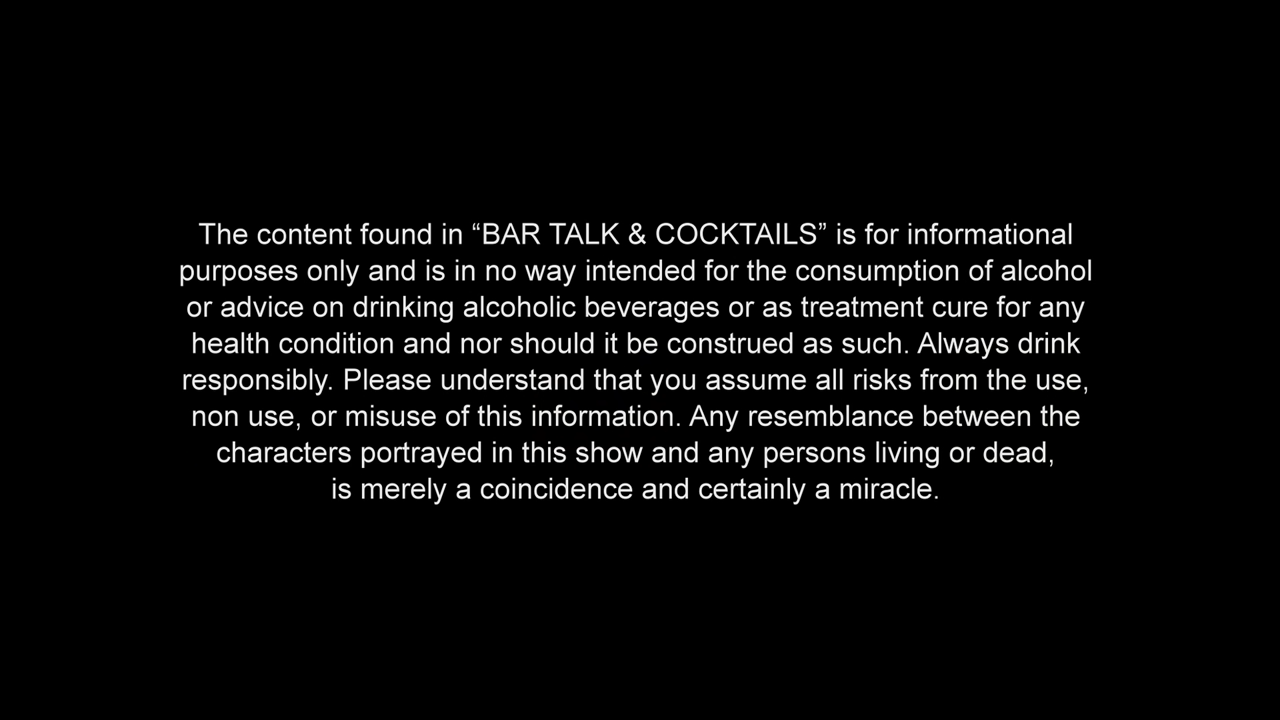 The content found in “BAR TALK & COCKTAILS” is for informational
purposes only and is in no way intended for the consumption of alcohol
or advice on drinking alcoholic beverages or as treatment cure for any
health condition and nor should it be construed as such. Always drink
responsibly. Please understand that you assume all risks from the use,
non use, or misuse of this information. Any resemblance between the
characters portrayed in this show and any persons living or dead,
is merely a coincidence and certainly a miracle.